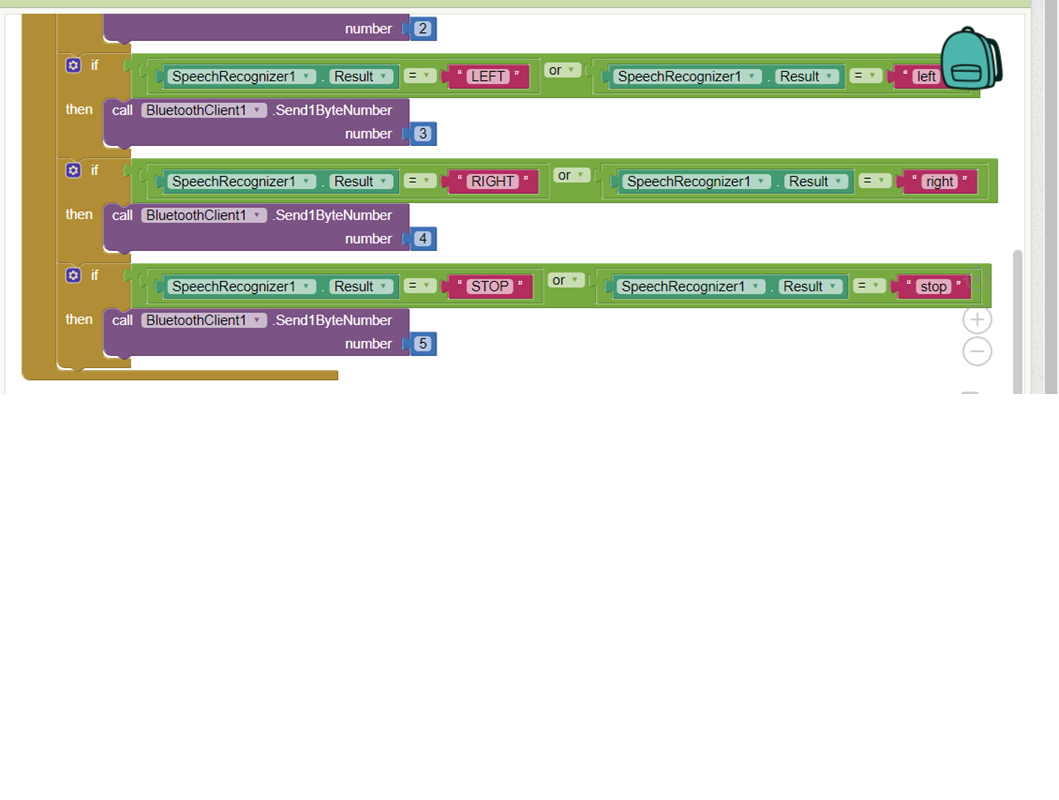 number 2
if SpeechRecognizer1 . Result = " LEFT " or SpeechRecognizer1 . Result = " left
then call BluetoothClient1 .Send1ByteNumber
number 3
if SpeechRecognizer1 . Result = " RIGHT " or SpeechRecognizer1 . Result = " right "
then call BluetoothClient1 .Send1ByteNumber
number 4
if SpeechRecognizer1 . Result = " STOP " or SpeechRecognizer1 . Result = " stop "
then call BluetoothClient1 .Send1ByteNumber
number 5